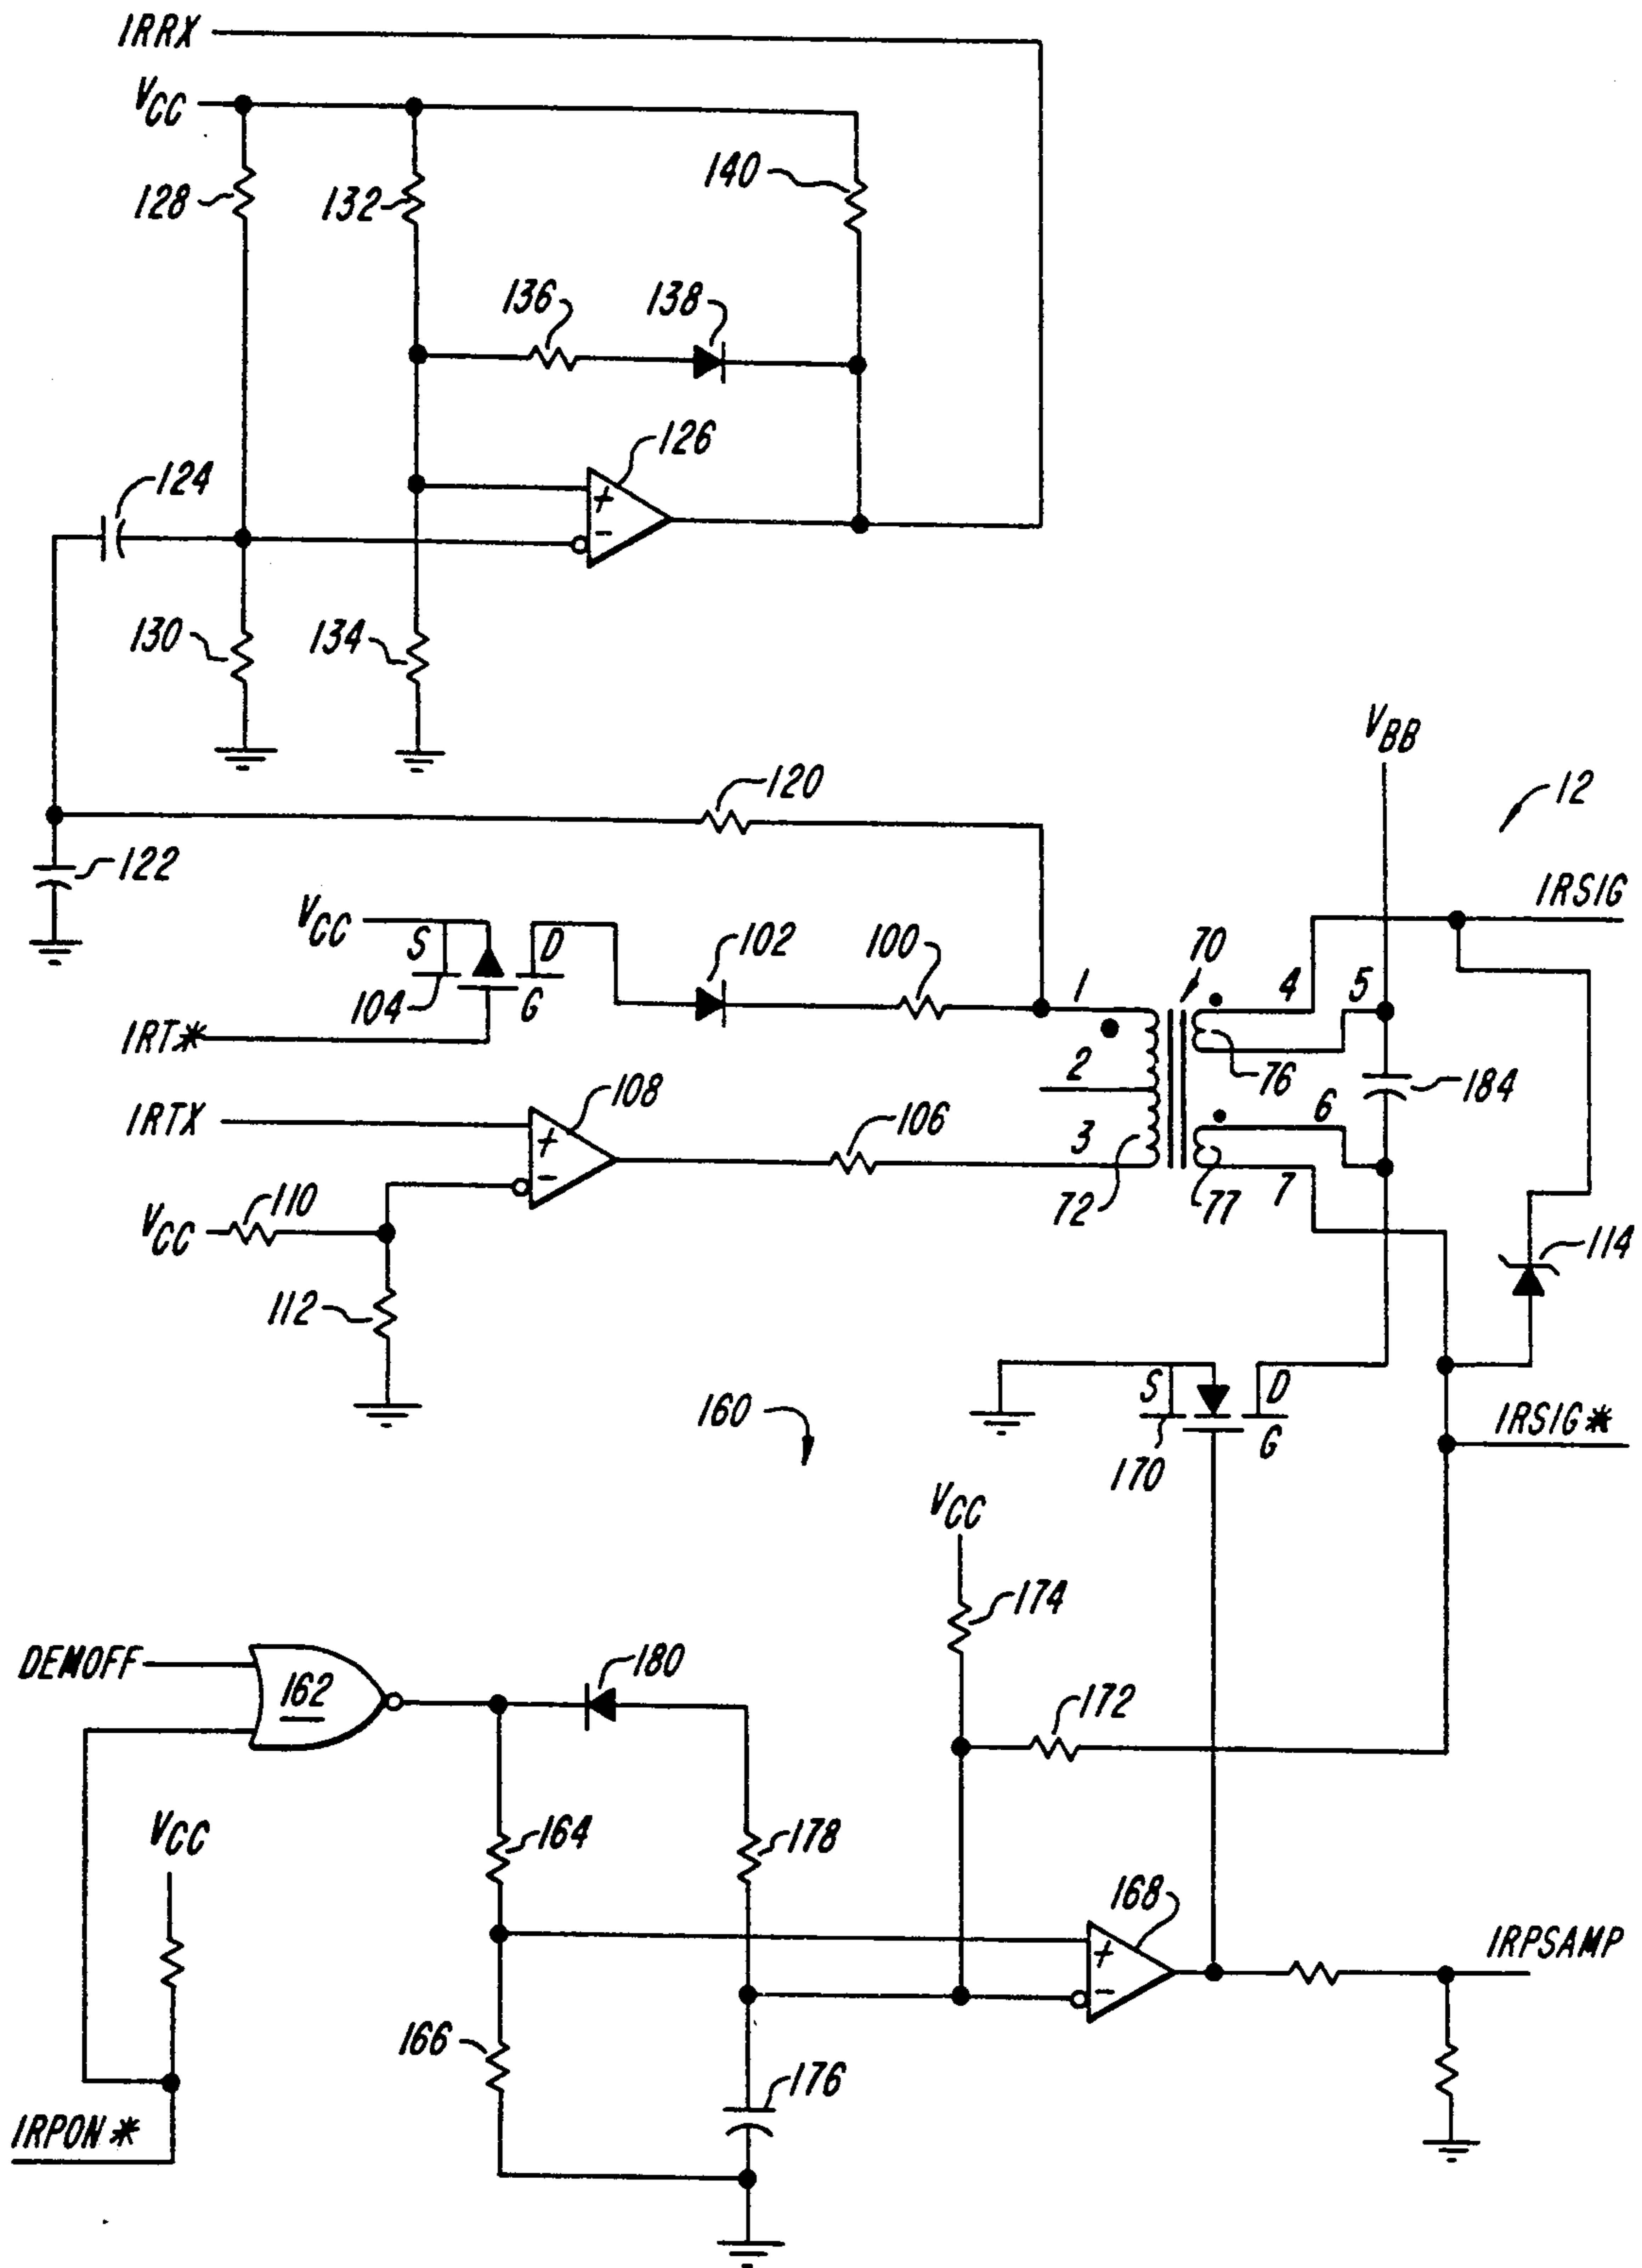 IRRX
VCC
128
132
140
136
138
126
124
130
134
VBB
120
12
122
IRSIG
VCC
S
D
102
100
70
104
G
1
4
5
IRT*
2
76
184
IRTX
108
106
6
+
3
-
110
72
77
7
VCC
114
112
S
D
160
IRSIG*
170
G
VCC
174
DEMOFF
162
180
172
VCC
164
178
168
IRPSAMP
+
-
166
176
IRPON*
+
-